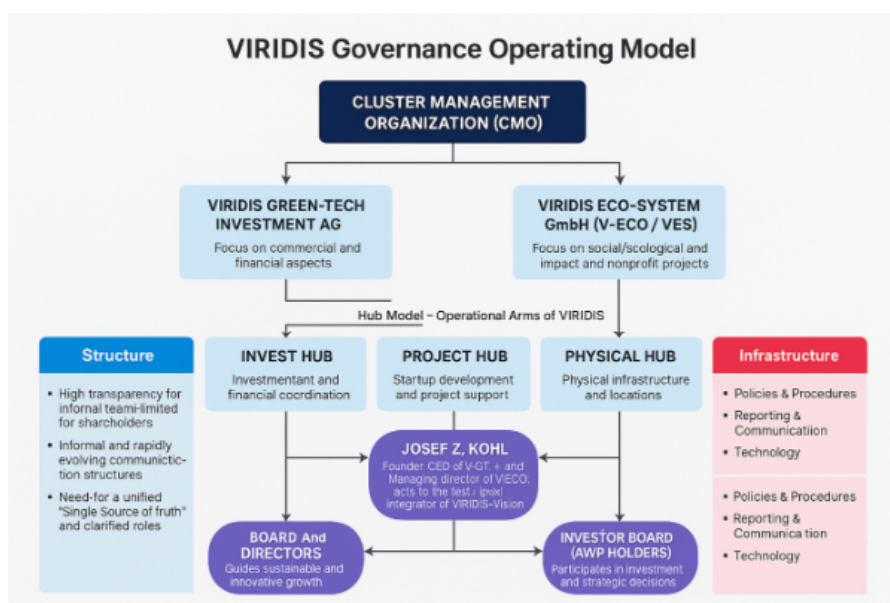 VIRIDIS Governance Operating Model
CLUSTER MANAGEMENT
ORGANIZATION (CMO)
VIRIDIS GREEN-TECH
INVESTMENT AG
Focus on commercial and
financial aspects
VIRIDIS ECO-SYSTEM
GmbH (V-ECO / VES)
Focus on social/scological and
impact and nonprofit projects
Hub Model – Operational Arms of VIRIDIS
Structure
• High transparency for
infornal teami-limited
for sharcholders
• Informal and rapidly
evolving communictic-
tion structures
• Need-for a unified
"Single Source of fruth"
and clarified roles
INVEST HUB
Investmentant and
financial coordination
PROJECT HUB
Startup development
and project support
PHYSICAL HUB
Physical infrastructure
and locations
Infrastructure
• Policies & Procedures
• Reporting &
Communicatiion
• Technology
• Policies & Procedures
• Reporting &
Communica tion
• Technology
JOSEF Z, KOHL
Founder, CED of V-GT. + and
Managing director of VIECO.
acts to the test.
integrator of VIRIDIS-Vision
BOARD And
DIRECTORS
Guides sustainable and
innovative growth
INVESTOR BOARD
(AWP HOLDERS)
Participates in investment
and strategic decisions